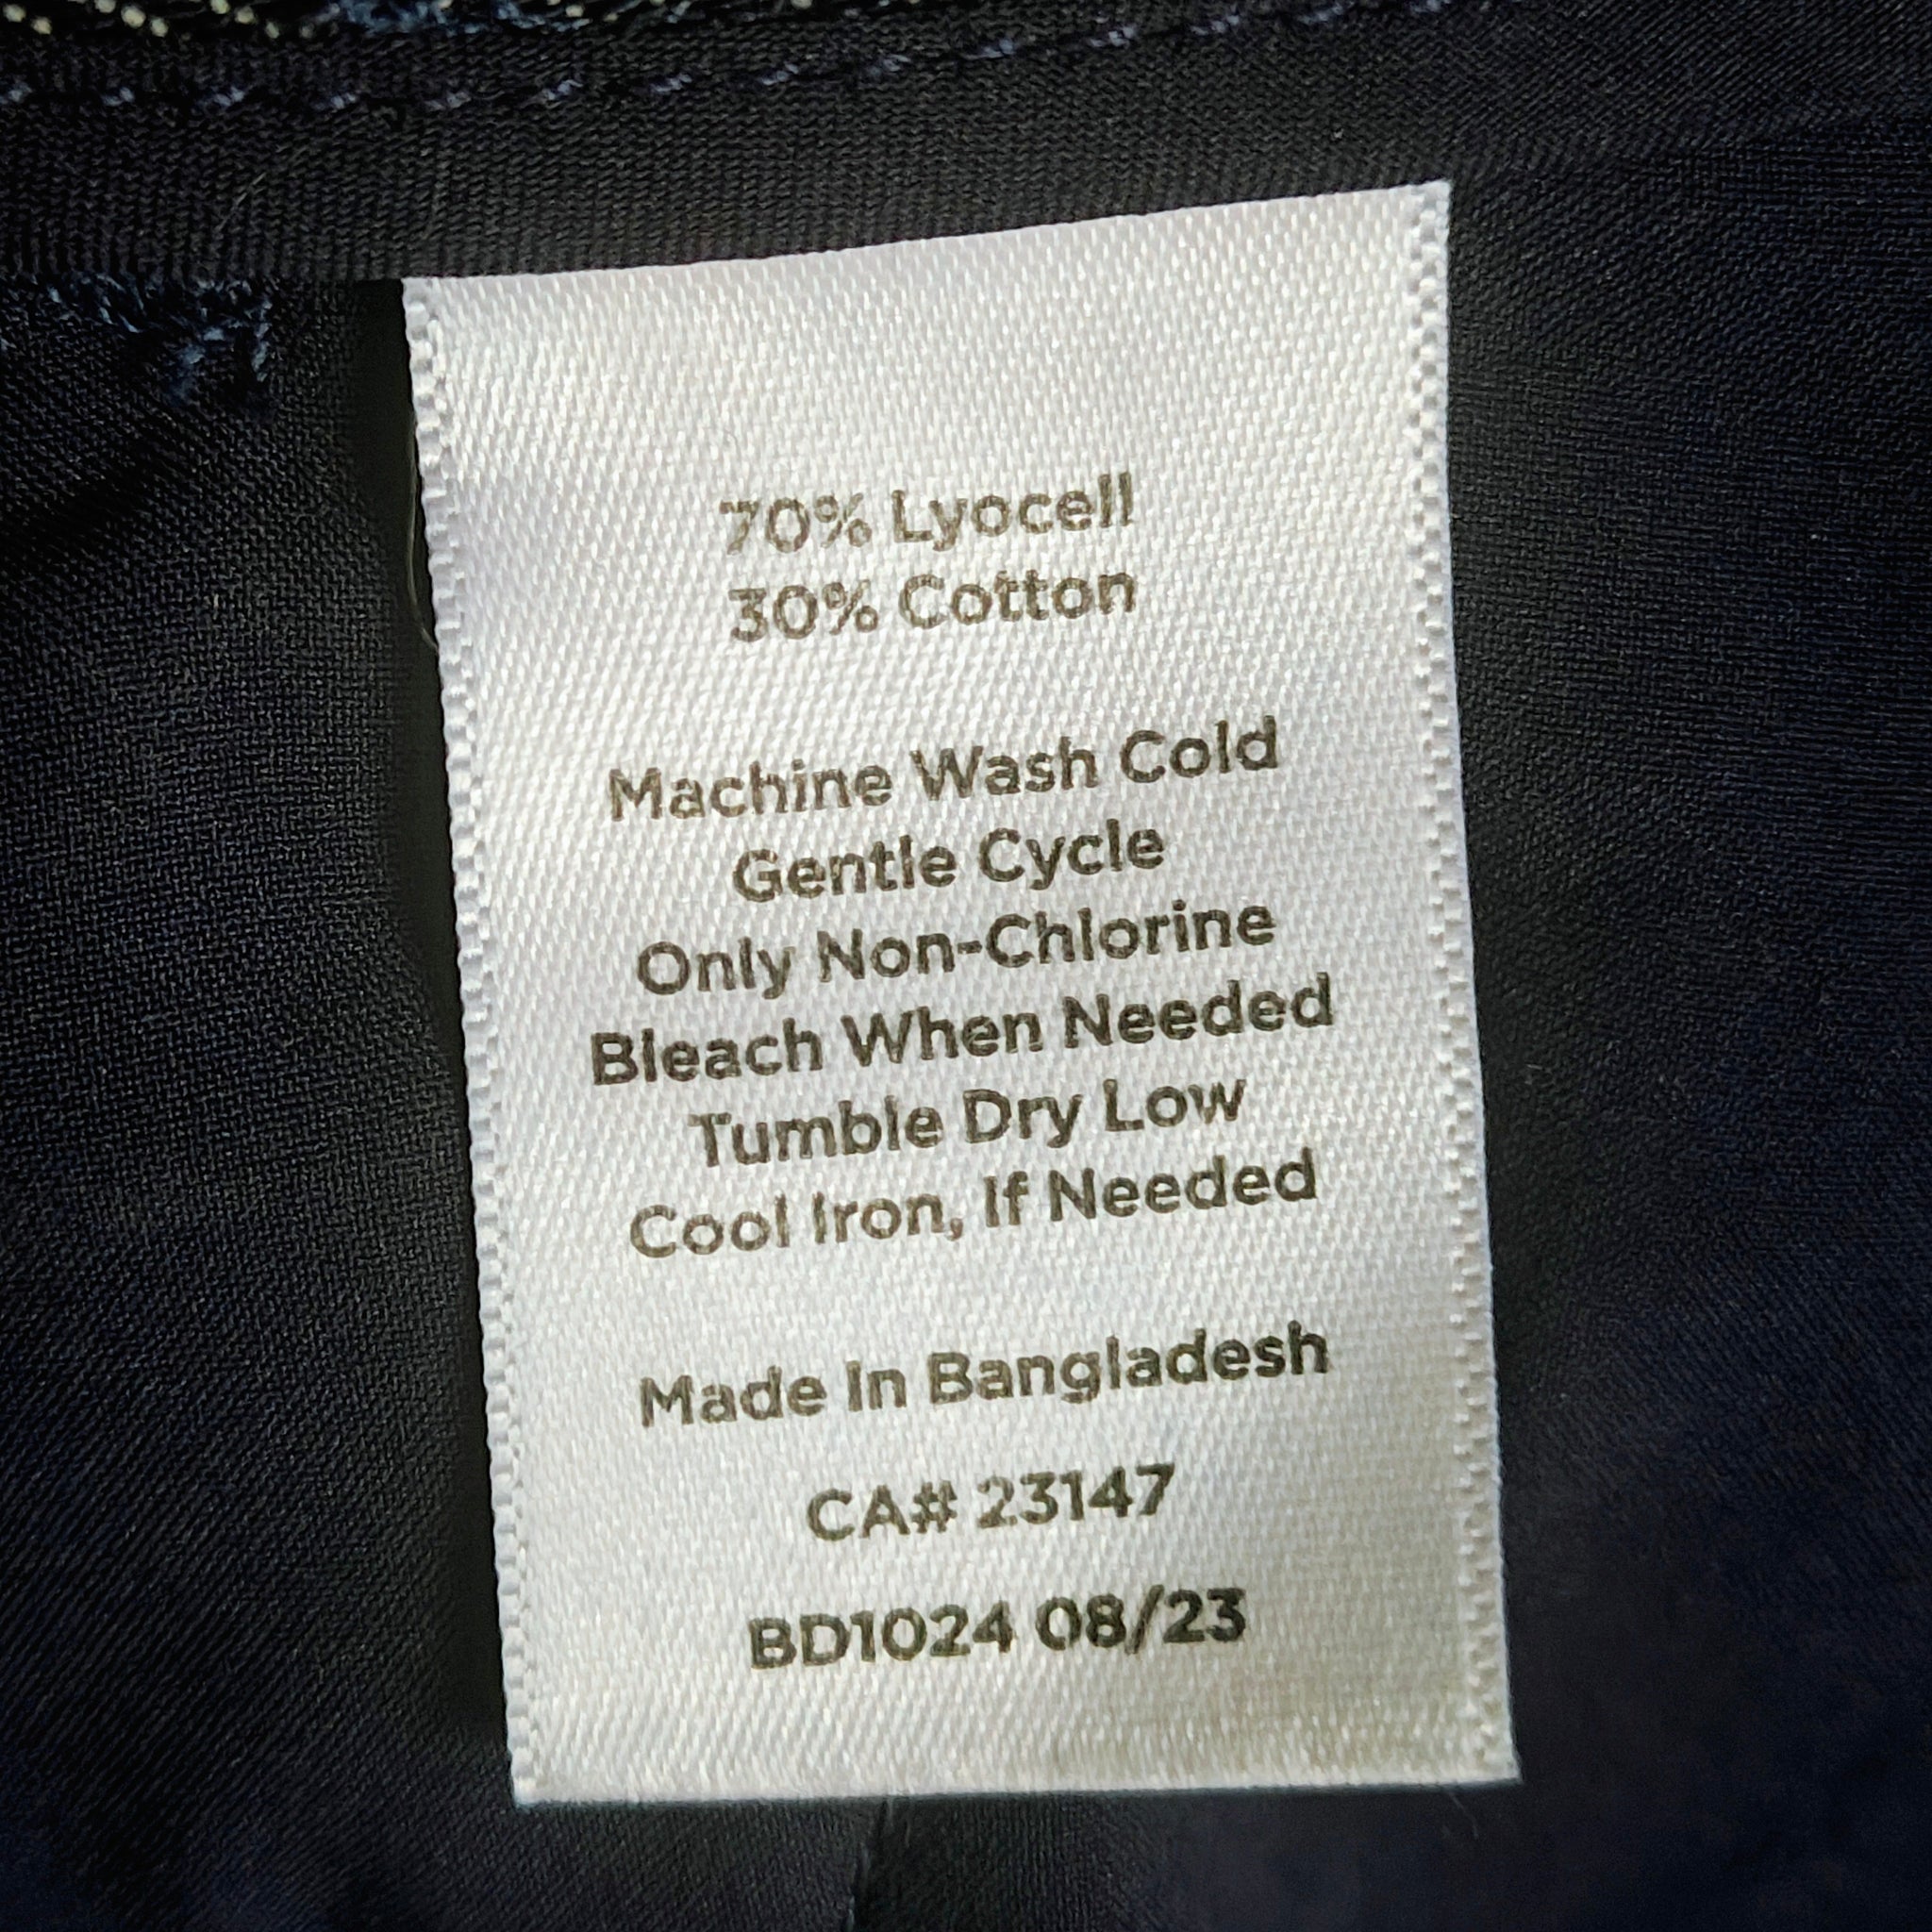 70% Lyocell
30% Cotton
Machine Wash Cold
Gentle Cycle
Only Non-Chlorine
Bleach When Needed
Tumble Dry Low
Cool Iron, If Needed
Made In Bangladesh
CA# 23147
BD1024 08/23